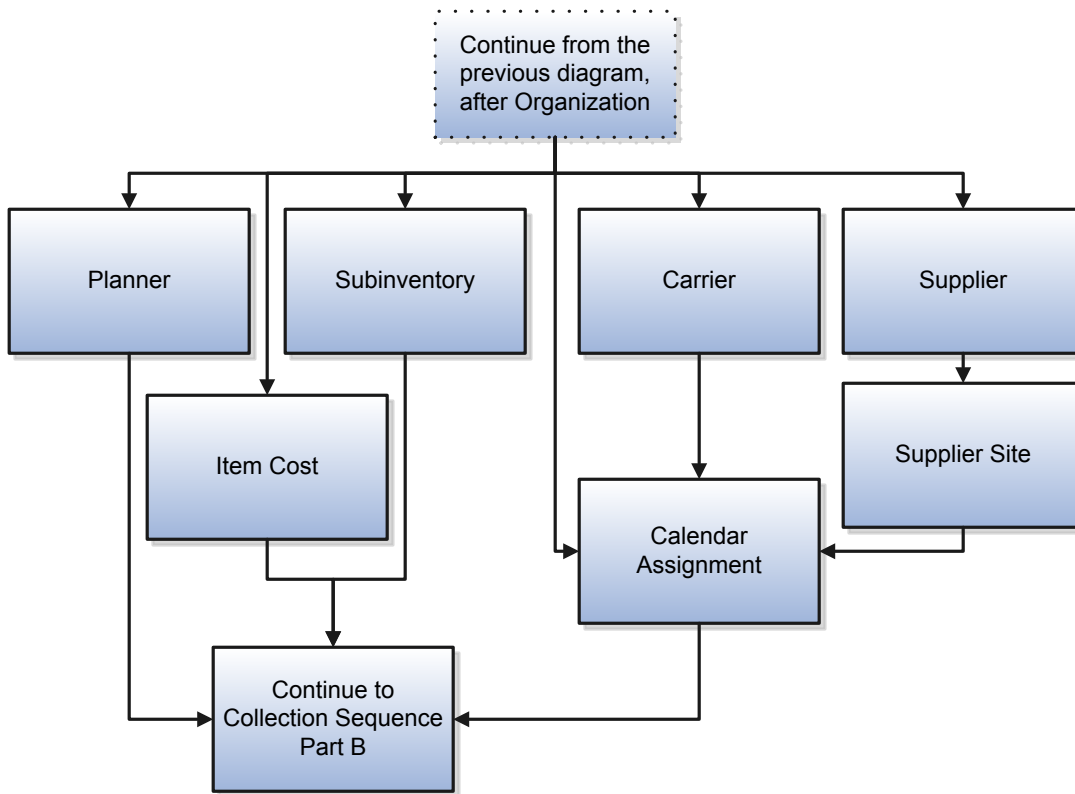 Continue from the
previous diagram,
after Organization
Planner
Subinventory
Carrier
Supplier
Item Cost
Supplier Site
Calendar
Assignment
Continue to
Collection Sequence
Part B